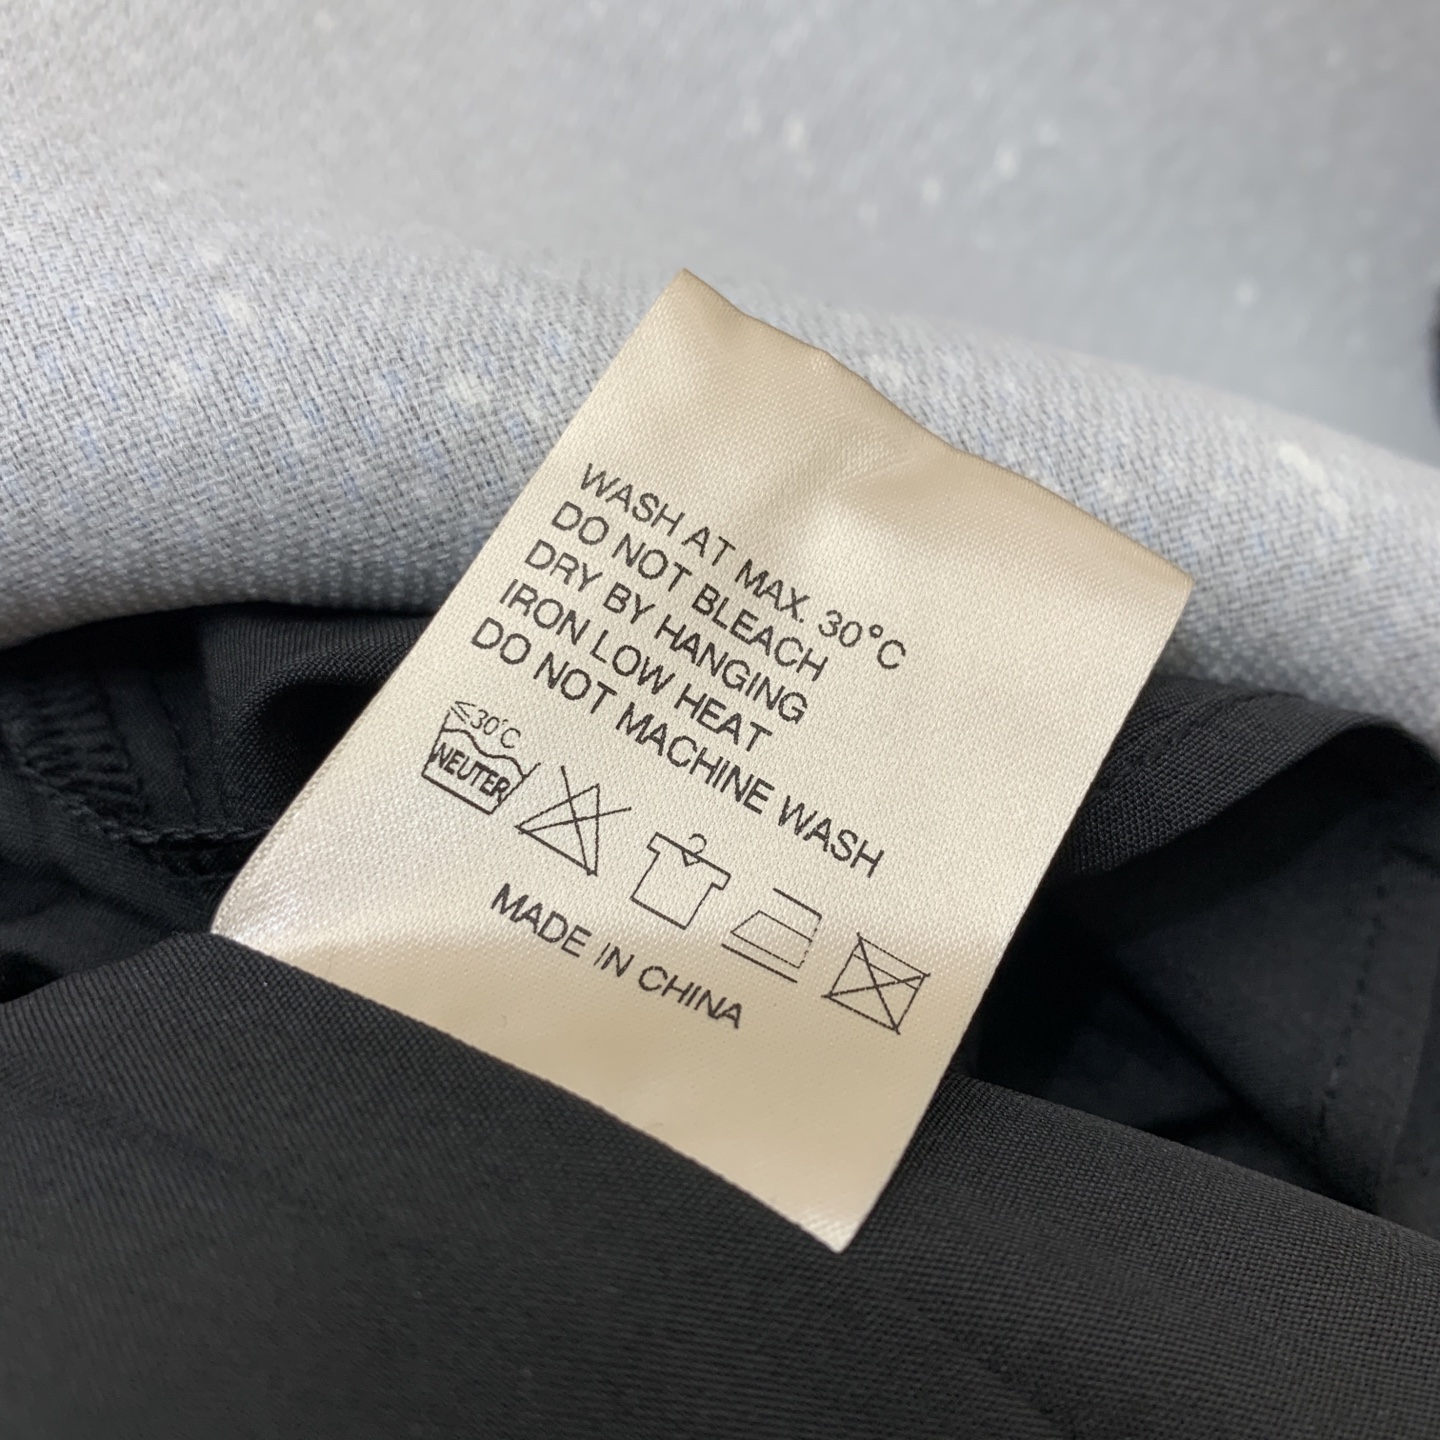 WASH AT MAX. 30°C
DO NOT BLEACH
DRY BY HANGING
IRON LOW HEAT
DO NOT MACHINE WASH
≤30°C
NEUTER
MADE IN CHINA